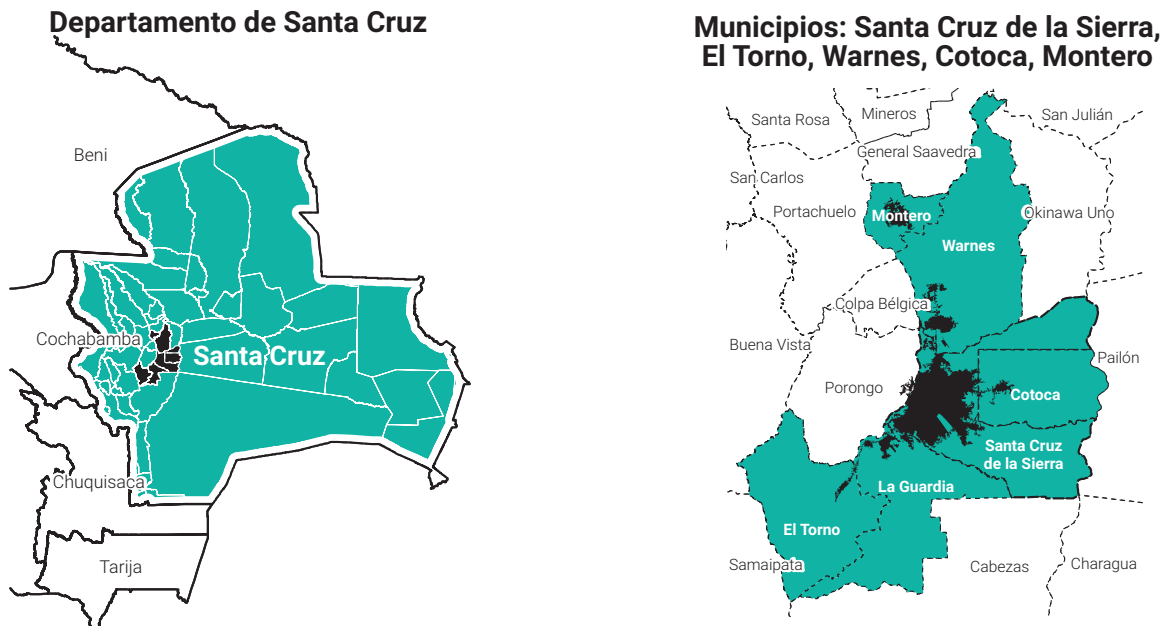 Departamento de Santa Cruz
Beni
Cochabamba
Santa Cruz
Chuquisaca
Tarija
Municipios: Santa Cruz de la Sierra,
El Torno, Warnes, Cotoca, Montero
Santa Rosa
Mineros
San Julián
General Saavedra
San Carlos
Portachuelo
Montero
Okinawa Uno
Warnes
Colpa Bélgica
Buena Vista
Pailón
Porongo
Cotoca
Santa Cruz
de la Sierra
La Guardia
El Torno
Samaipata
Cabezas
Charagua